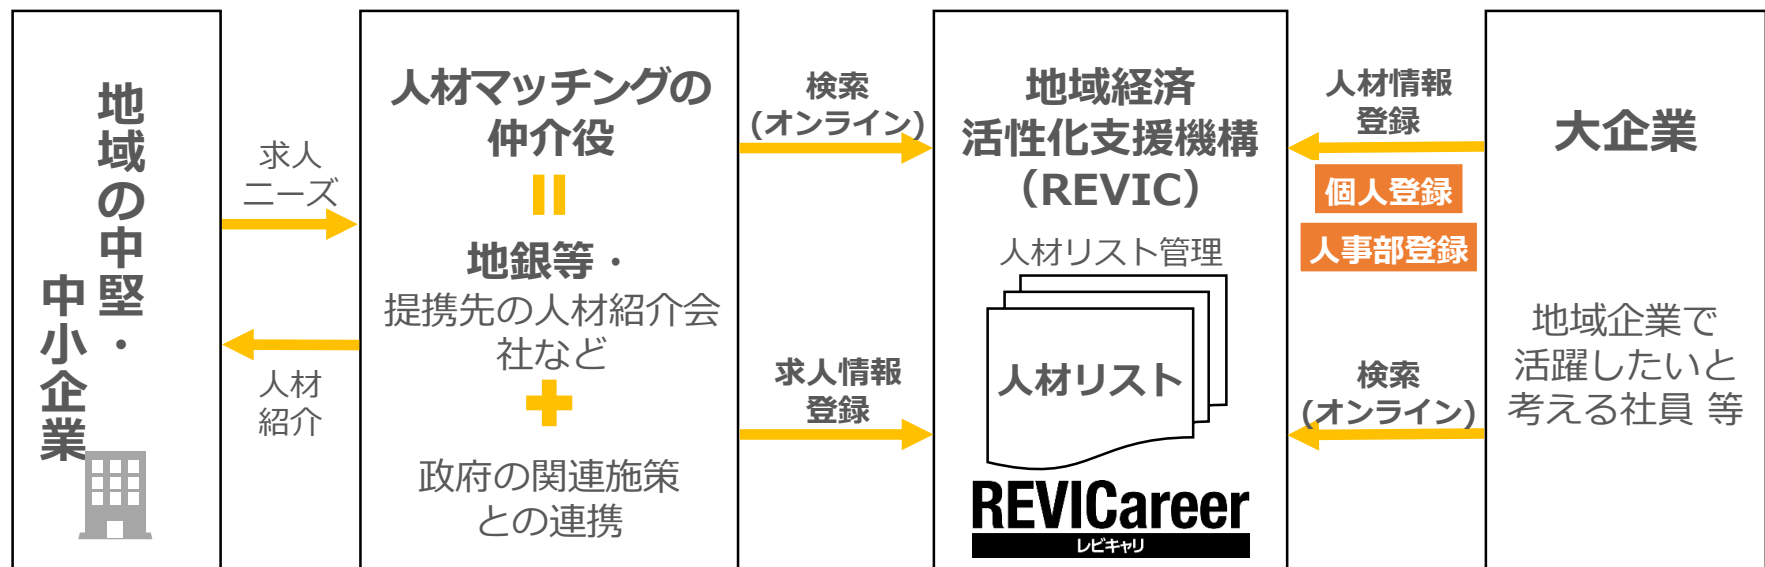 地域の中堅・
中小企業
求人
ニーズ
人材
紹介
人材マッチングの
仲介役
地銀等・
提携先の人材紹介会
社など
政府の関連施策
との連携
検索
(オンライン)
求人情報
登録
地域経済
活性化支援機構
（REVIC）
人材リスト管理
人材リスト
REVICareer
レビキャリ
人材情報
登録
個人登録
人事部登録
検索
(オンライン)
大企業
地域企業で
活躍したいと
考える社員 等